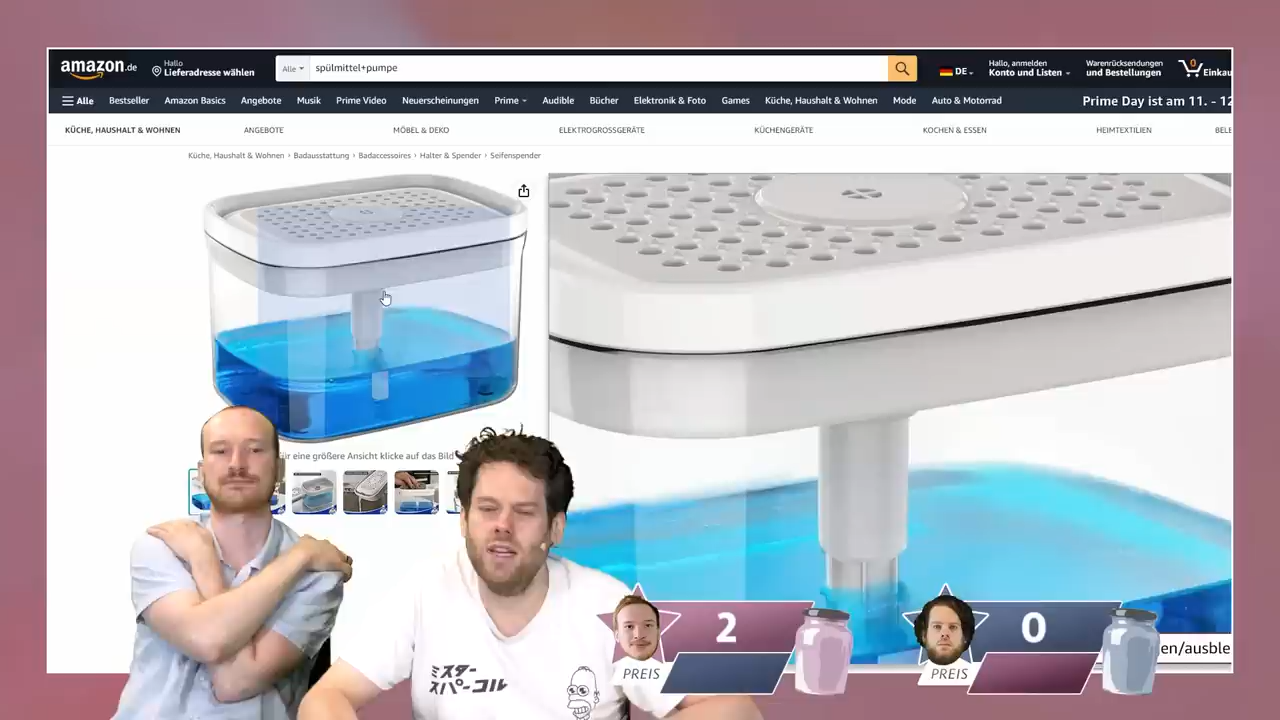 amazon.de
Hallo
Lieferadresse wählen
Alle
spülmittel+pumpe
DE
Hallo, anmelden
Konto und Listen
Warenrücksendungen
und Bestellungen
0
Einkau
Alle
Bestseller
Amazon Basics
Angebote
Musik
Prime Video
Neuerscheinungen
Prime
Audible
Bücher
Elektronik & Foto
Games
Küche, Haushalt & Wohnen
Mode
Auto & Motorrad
Prime Day ist am 11. - 12
KÜCHE, HAUSHALT & WOHNEN
ANGEBOTE
MÖBEL & DEKO
ELEKTROGROSSGERÄTE
KÜCHENGERÄTE
KOCHEN & ESSEN
HEIMTEXTILIEN
BELE
Küche, Haushalt & Wohnen › Badausstattung › Badaccessoires › Halter & Spender › Seifenspender
für eine größere Ansicht klicke auf das Bild
ミスター
スパーコル
2
PREIS
0
PREIS
en/ausble